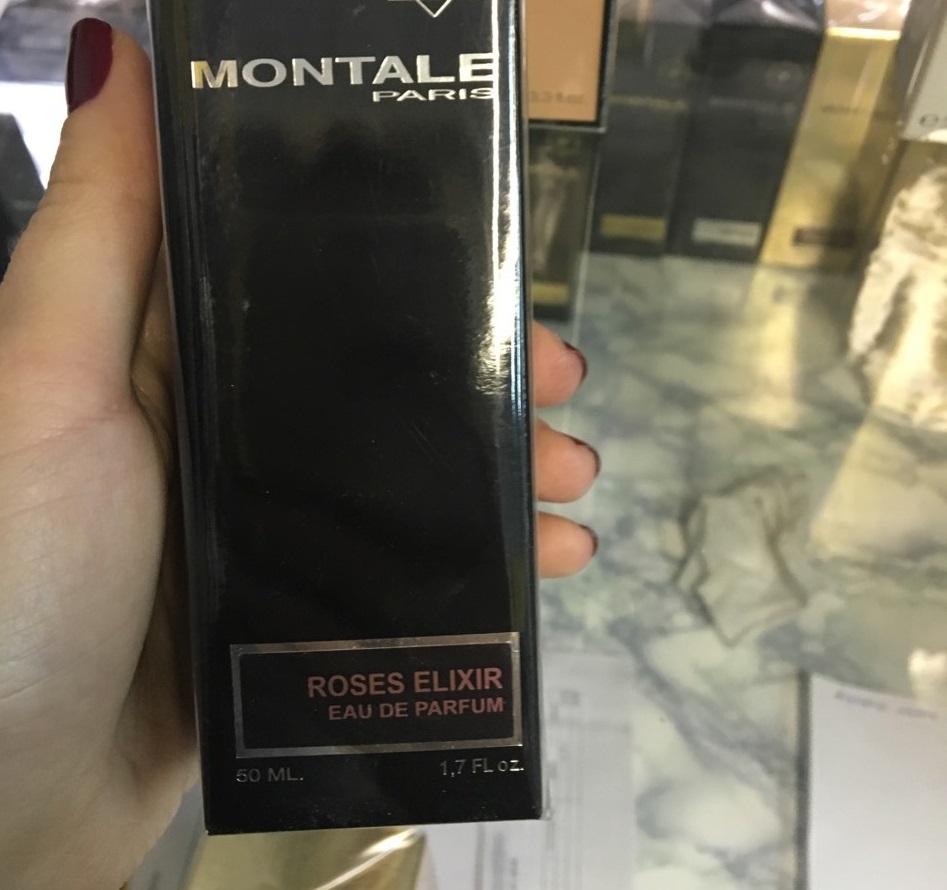 MONTALE
PARIS
ROSES ELIXIR
EAU DE PARFUM
50 ML.
1,7 FL oz.